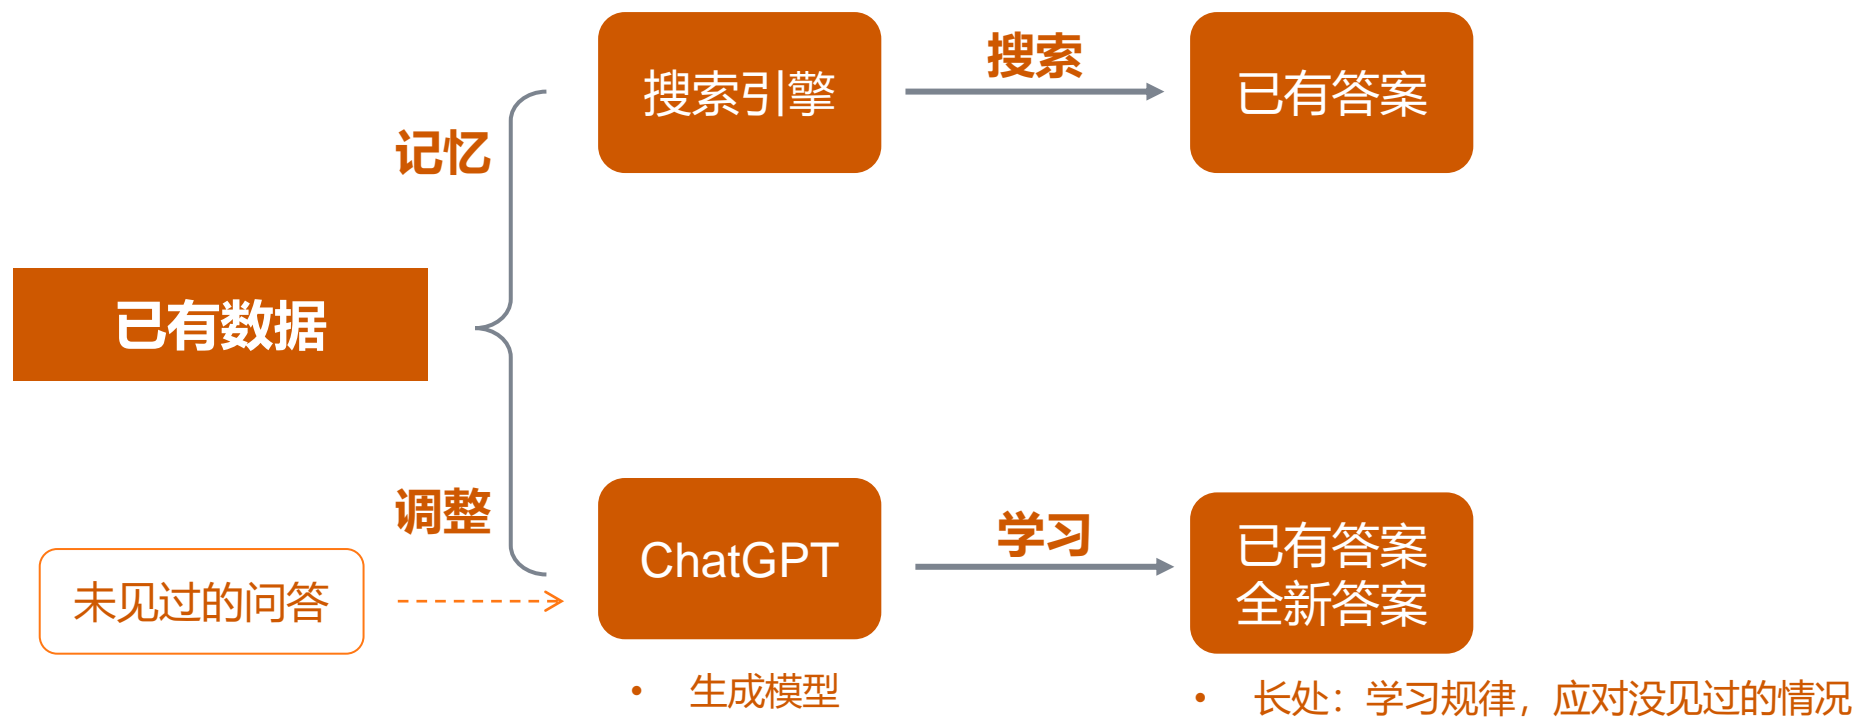 搜索引擎
搜索
已有答案
记忆
已有数据
调整
ChatGPT
学习
已有答案
全新答案
未见过的问答
• 生成模型
• 长处：学习规律，应对没见过的情况